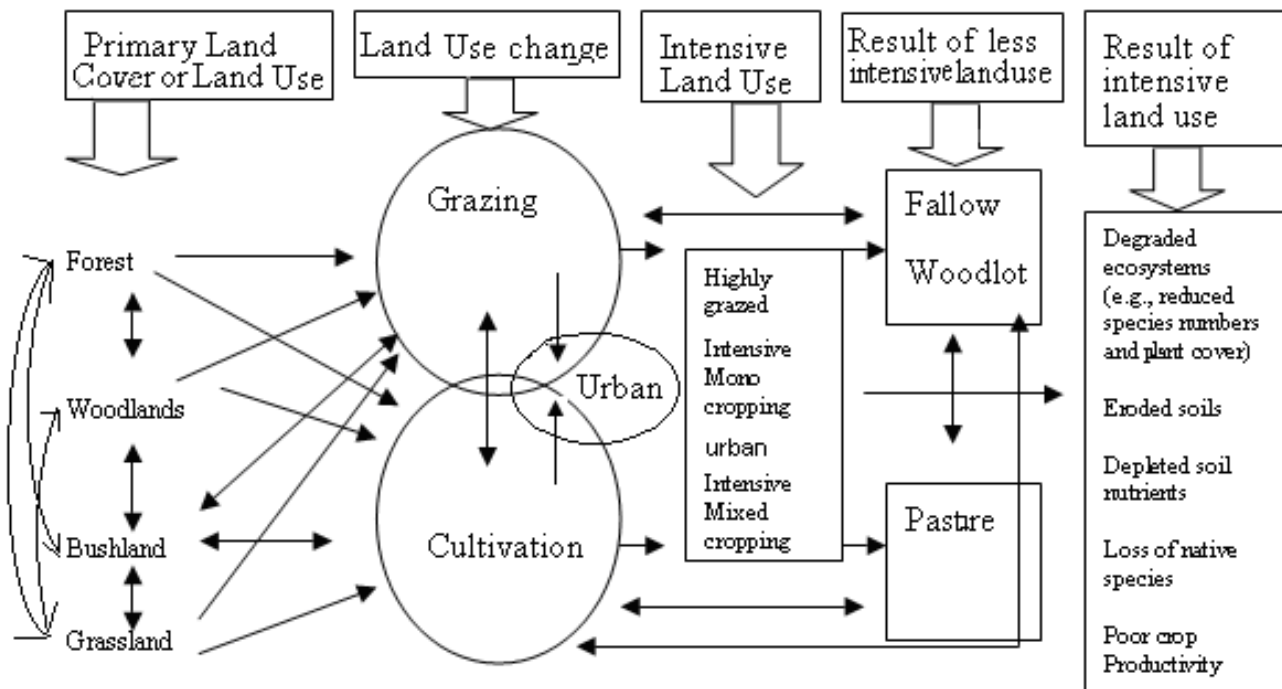 Primary Land
Cover or Land Use
Land Use change
Intensive
Land Use
Result of less
intensive landuse
Result of
intensive
land use
Forest
Woodlands
Bushland
Grassland
Grazing
Urban
Cultivation
Highly
grazed
Intensive
Mono
cropping
urban
Intensive
Mixed
cropping
Fallow
Woodlot
Pasture
Degraded
ecosystems
(e.g., reduced
species numbers
and plant cover)
Eroded soils
Depleted soil
nutrients
Loss of native
species
Poor crop
Productivity